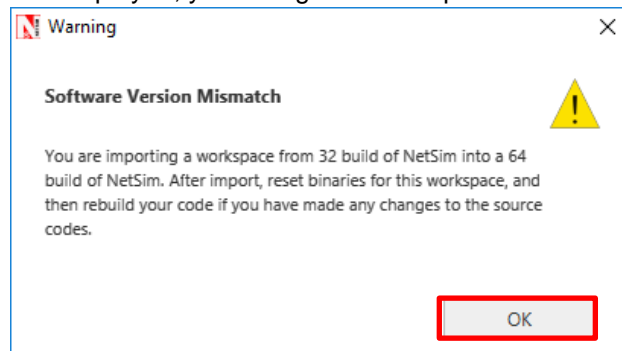 Warning
Software Version Mismatch
You are importing a workspace from 32 build of NetSim into a 64
build of NetSim. After import, reset binaries for this workspace, and
then rebuild your code if you have made any changes to the source
codes.
OK